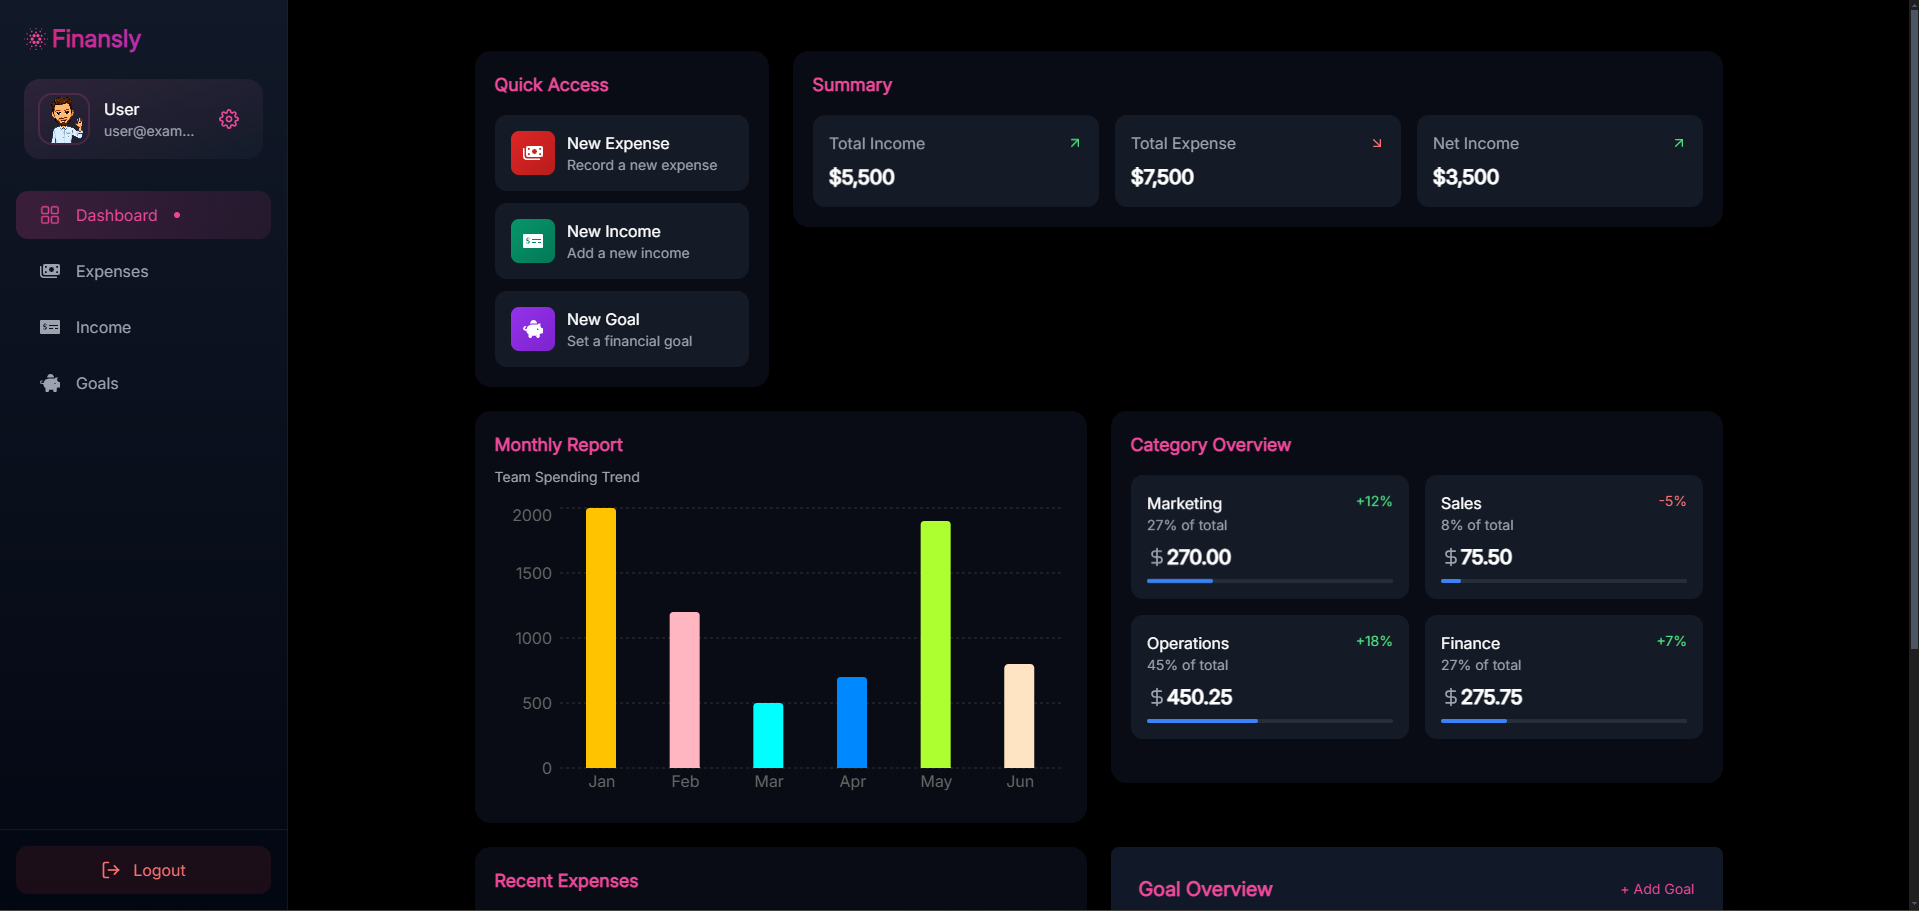 Finansly
User
user@exam...
Dashboard
Expenses
Income
Goals
Logout
Quick Access
New Expense
Record a new expense
New Income
Add a new income
New Goal
Set a financial goal
Summary
Total Income
$5,500
Total Expense
$7,500
Net Income
$3,500
Monthly Report
Team Spending Trend
2000
1500
1000
500
0
Jan Feb Mar Apr May Jun
Category Overview
Marketing +12%
27% of total
$270.00
Sales -5%
8% of total
$75.50
Operations +18%
45% of total
$450.25
Finance +7%
27% of total
$275.75
Recent Expenses
Goal Overview + Add Goal